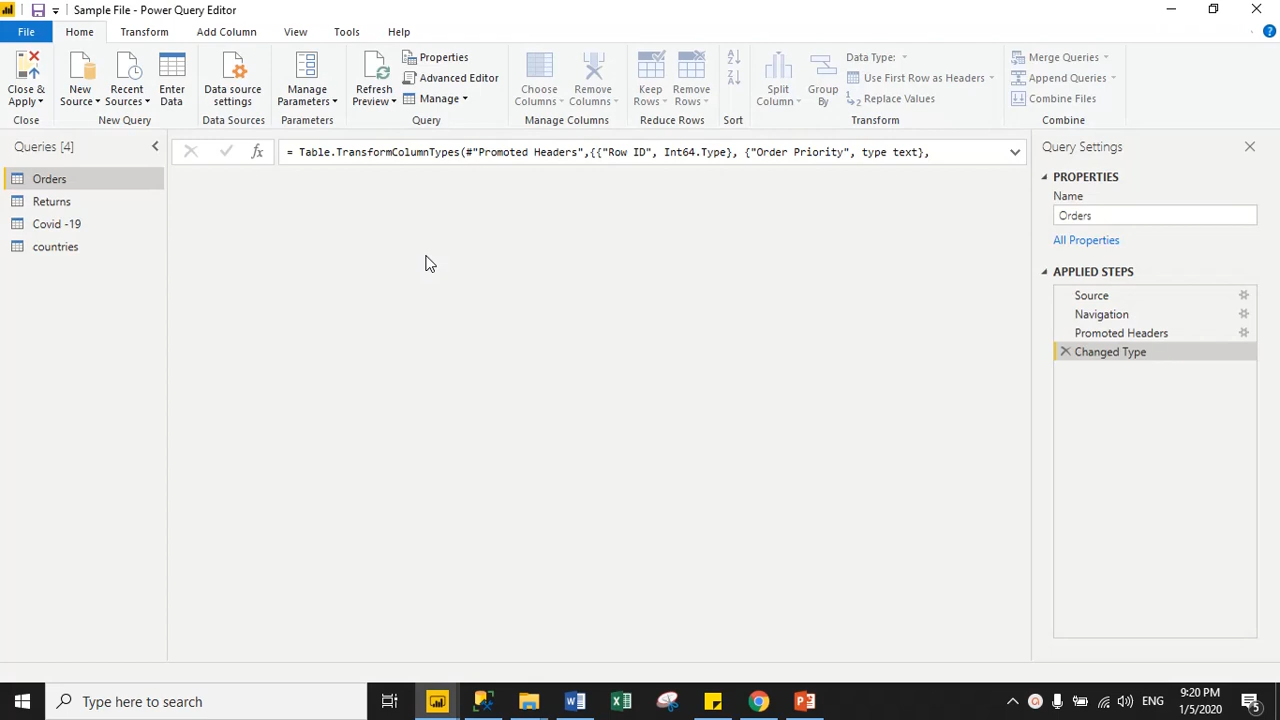 Sample File - Power Query Editor
File
Home
Transform
Add Column
View
Tools
Help
Close &
Apply
Close
New
Source
Recent
Sources
Enter
Data
New Query
Data source
settings
Data Sources
Manage
Parameters
Parameters
Refresh
Preview
Properties
Advanced Editor
Manage
Query
Choose
Columns
Remove
Columns
Manage Columns
Keep
Rows
Remove
Rows
Reduce Rows
A
Z
Z
A
Sort
Split
Column
Group
By
Data Type:
Use First Row as Headers
Replace Values
Transform
Merge Queries
Append Queries
Combine Files
Combine
Queries [4]
Orders
Returns
Covid -19
countries
fx
= Table.TransformColumnTypes(#"Promoted Headers",{{"Row ID", Int64.Type}, {"Order Priority", type text},
Query Settings
PROPERTIES
Name
Orders
All Properties
APPLIED STEPS
Source
Navigation
Promoted Headers
Changed Type
Type here to search
ENG
9:20 PM
1/5/2020
5